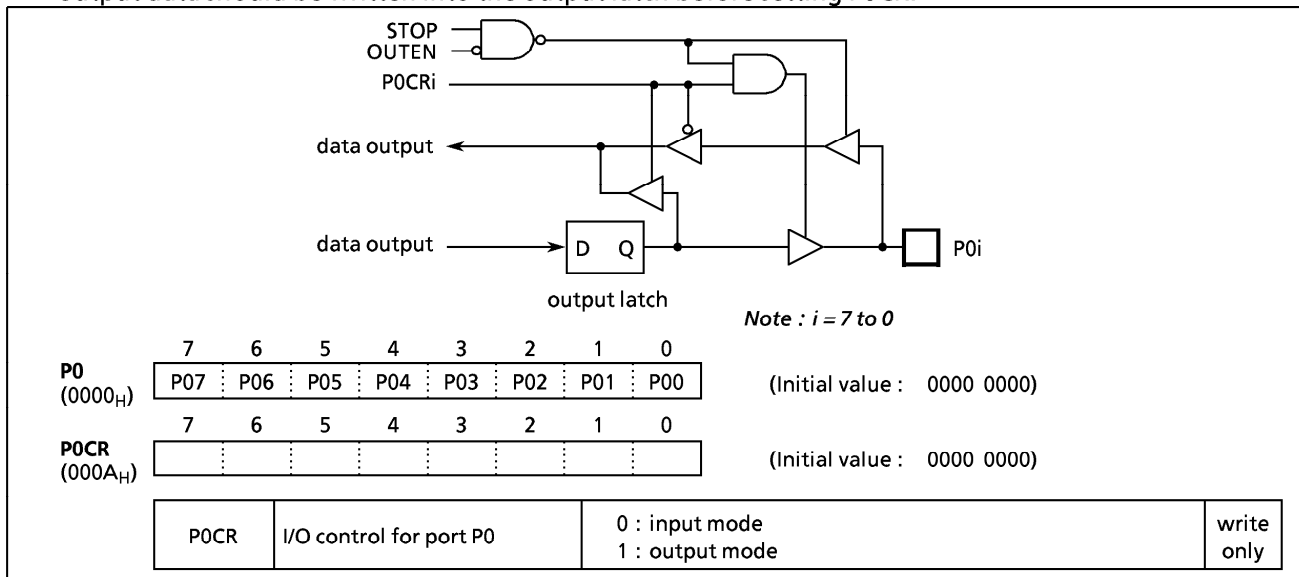 STOP
OUTEN
P0CRi
data output
data output
D Q
P0i
output latch
Note : i = 7 to 0
7 6 5 4 3 2 1 0
P0 (0000H)
P07 P06 P05 P04 P03 P02 P01 P00
(Initial value : 0000 0000)
7 6 5 4 3 2 1 0
P0CR (000AH)
(Initial value : 0000 0000)
P0CR
I/O control for port P0
0 : input mode
1 : output mode
write only